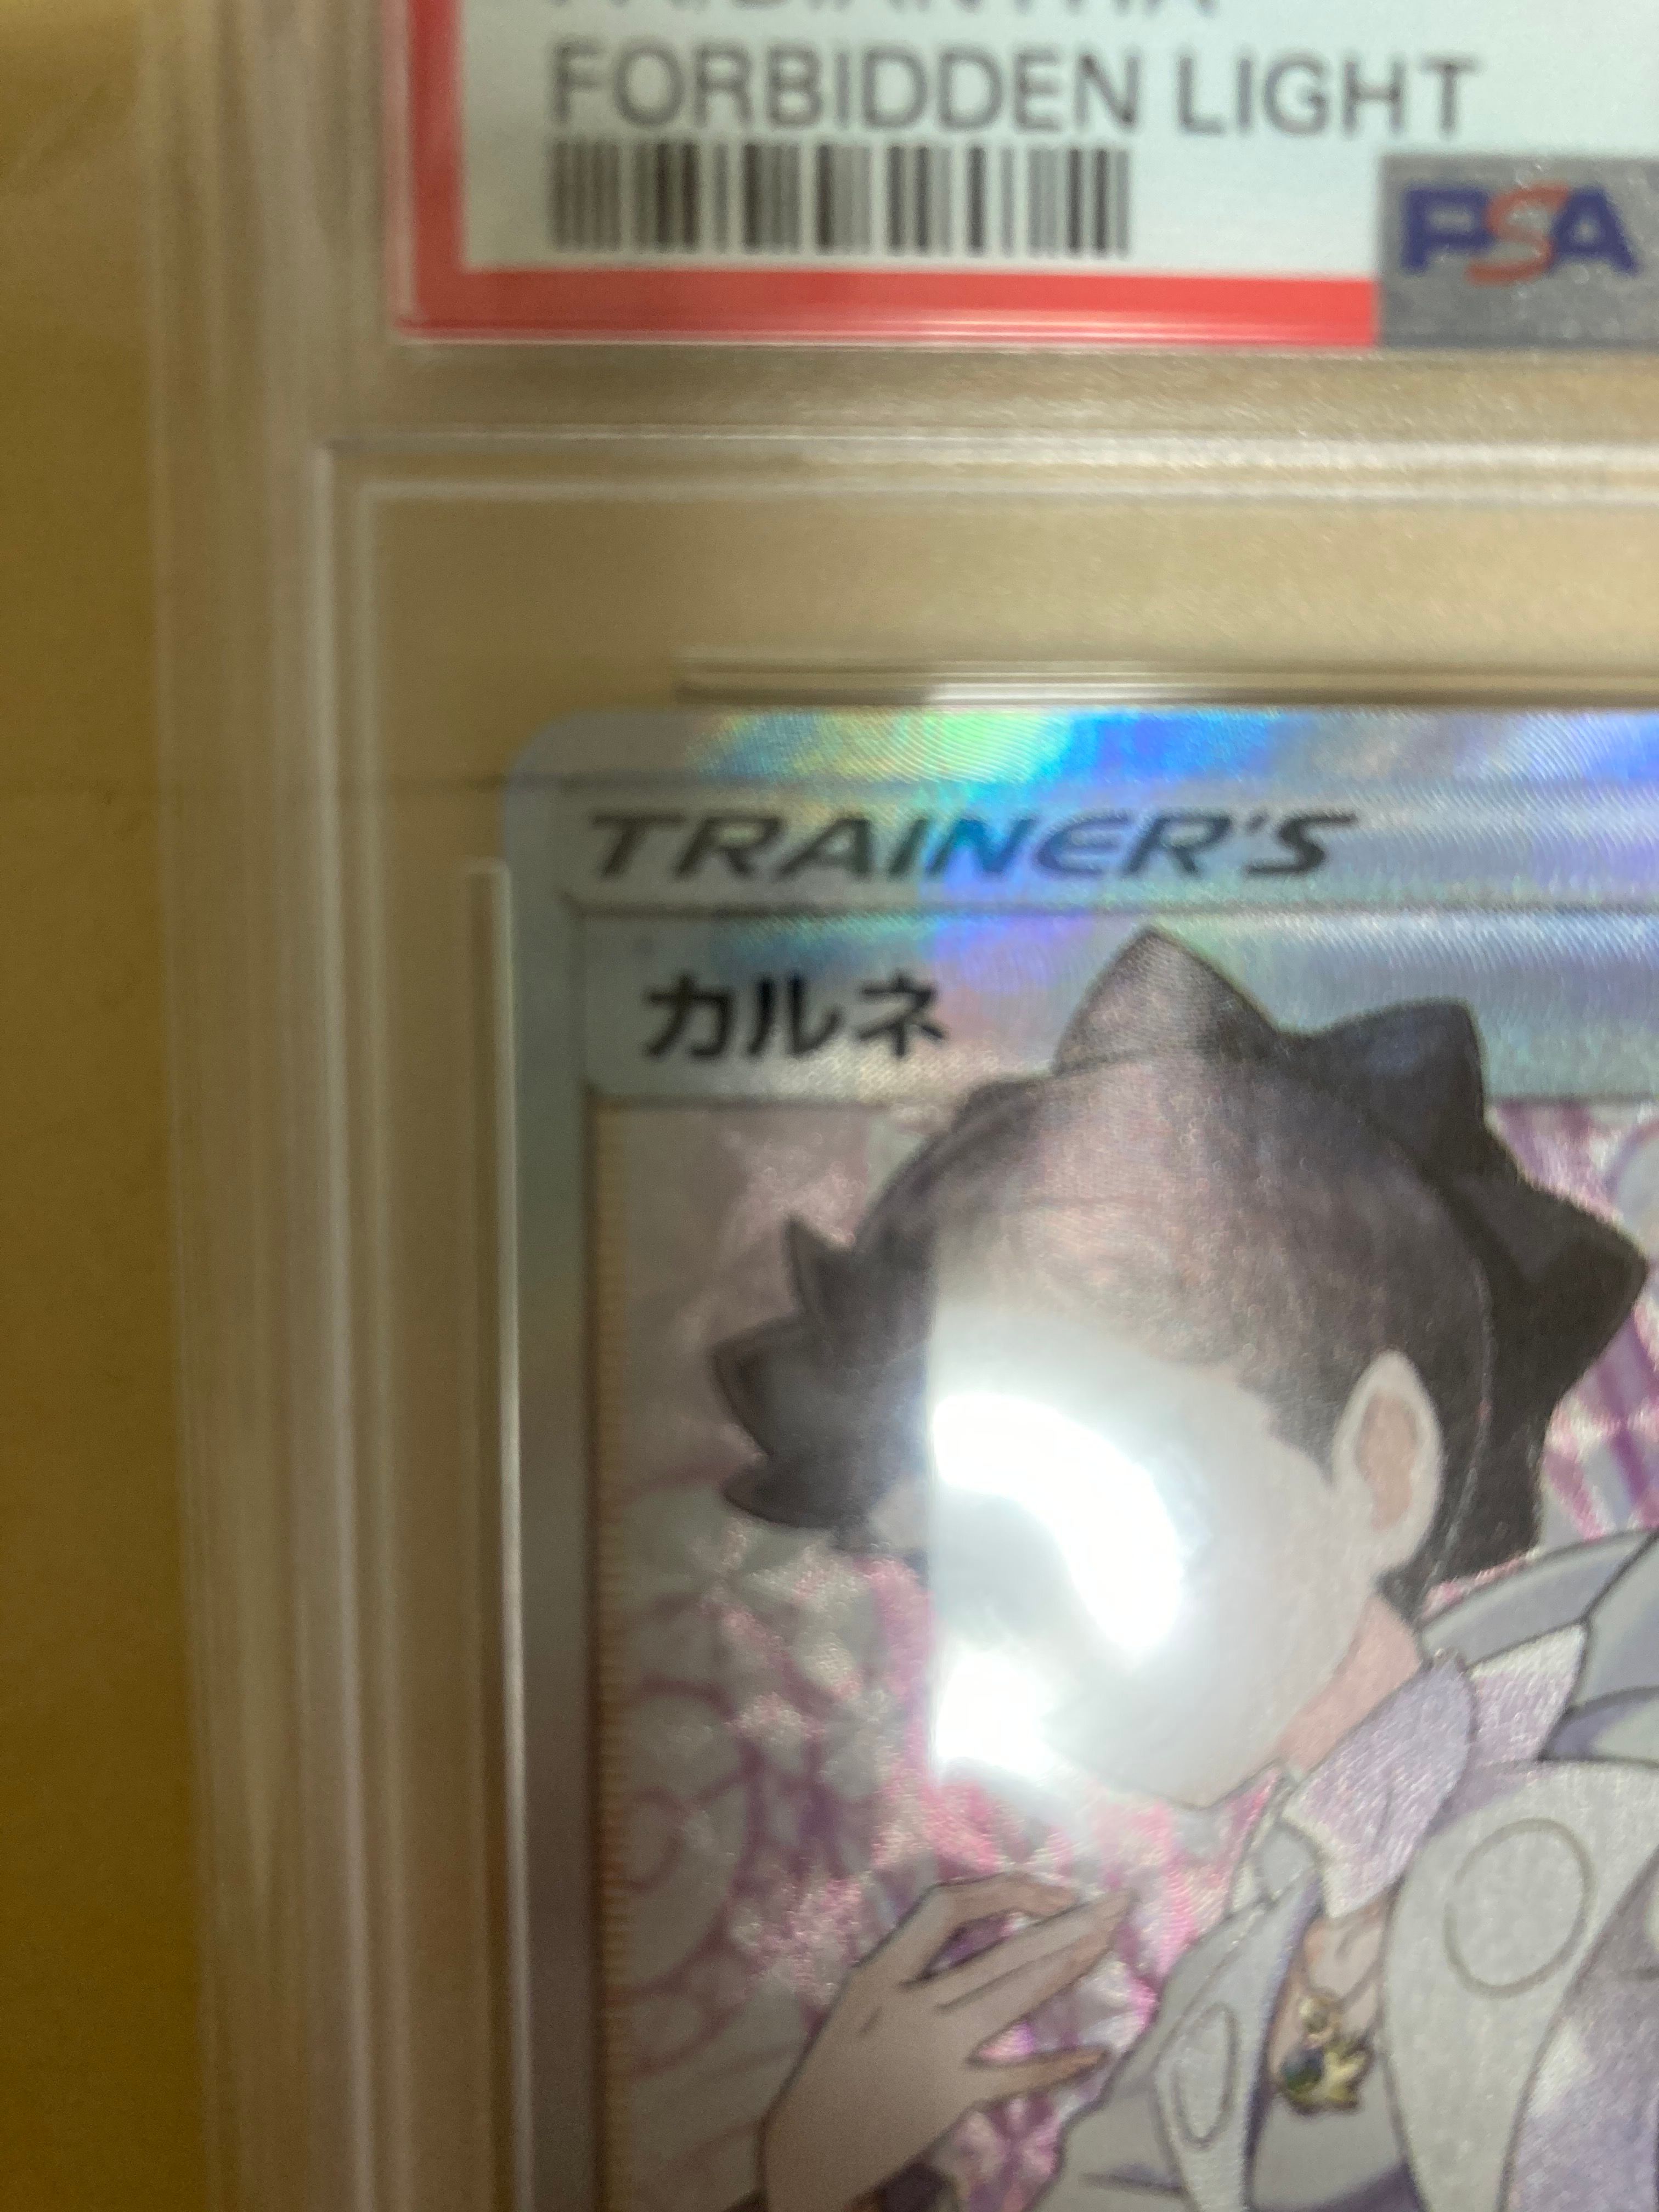 FORBIDDEN LIGHT
PSA
TRAINER'S
カルネ